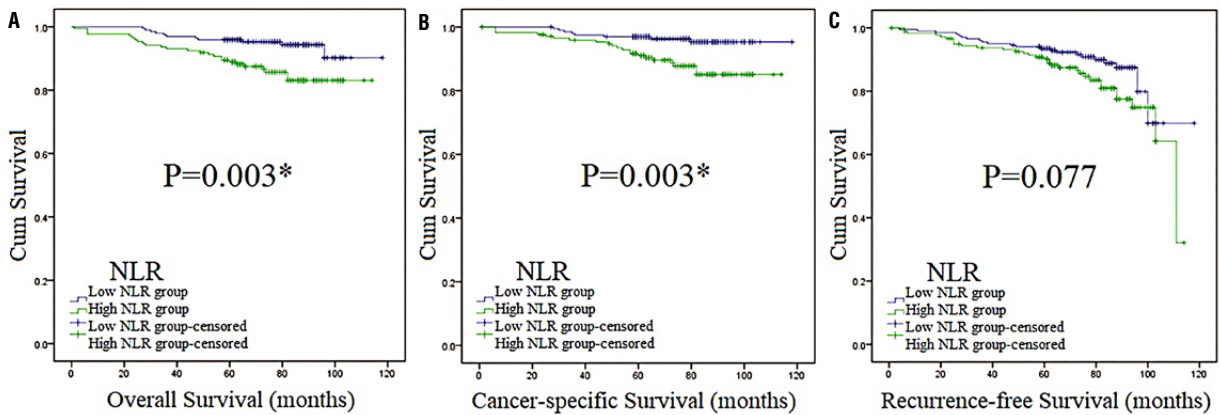 A
1.0
0.8
0.6
0.4
0.2
0.0
Cum Survival
P=0.003*
NLR
Low NLR group
High NLR group
Low NLR group-censored
High NLR group-censored
0 20 40 60 80 100 120
Overall Survival (months)
B
1.0
0.8
0.6
0.4
0.2
0.0
Cum Survival
P=0.003*
NLR
Low NLR group
High NLR group
Low NLR group-censored
High NLR group-censored
0 20 40 60 80 100 120
Cancer-specific Survival (months)
C
1.0
0.8
0.6
0.4
0.2
0.0
Cum Survival
P=0.077
NLR
Low NLR group
High NLR group
Low NLR group-censored
High NLR group-censored
0 20 40 60 80 100 120
Recurrence-free Survival (months)